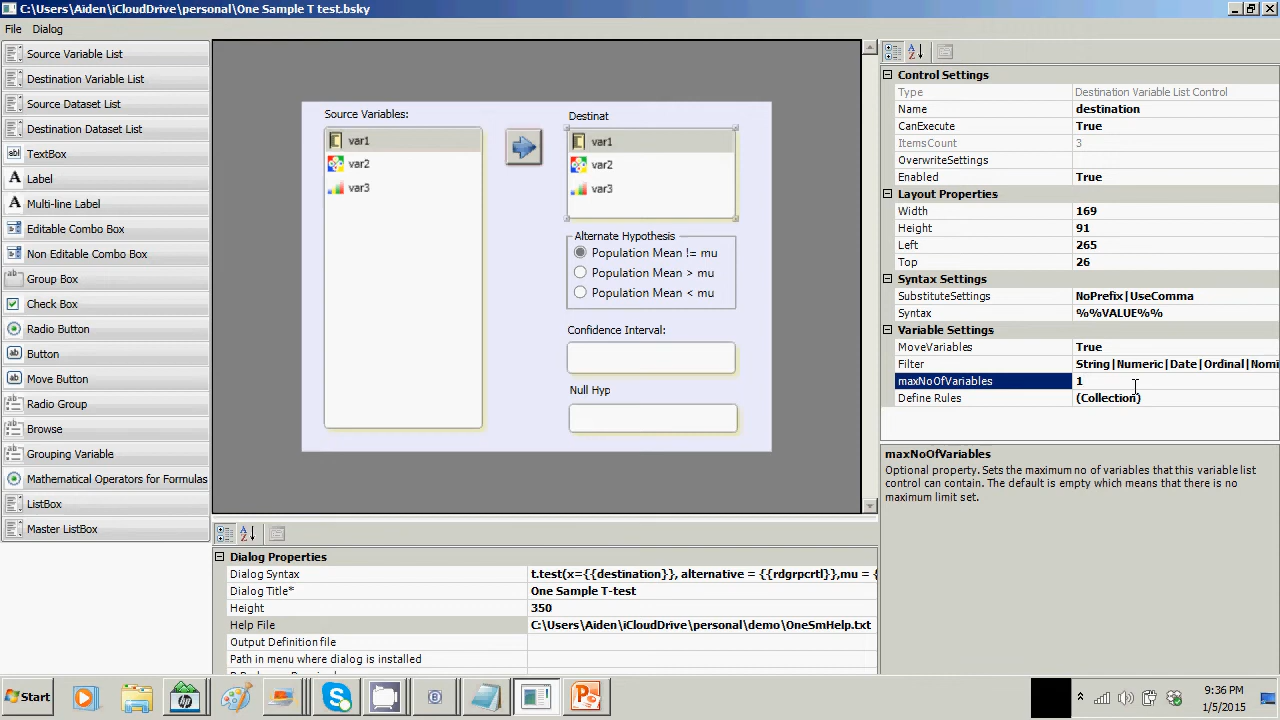 C:\Users\Aiden\iCloudDrive\personal\One Sample T test.bsky
File Dialog
Source Variable List
Destination Variable List
Source Dataset List
Destination Dataset List
TextBox
Label
Multi-line Label
Editable Combo Box
Non Editable Combo Box
Group Box
Check Box
Radio Button
Button
Move Button
Radio Group
Browse
Grouping Variable
Mathematical Operators for Formulas
ListBox
Master ListBox
Source Variables:
var1
var2
var3
Destinat
var1
var2
var3
Alternate Hypothesis
Population Mean != mu
Population Mean > mu
Population Mean < mu
Confidence Interval:
Null Hyp
Dialog Properties
Dialog Syntax t.test(x={{destination}}, alternative = {{rdgrpcrtl}},mu = {
Dialog Title* One Sample T-test
Height 350
Help File C:\Users\Aiden\iCloudDrive\personal\demo\OneSmHelp.txt
Output Definition file
Path in menu where dialog is installed
Control Settings
Type Destination Variable List Control
Name destination
CanExecute True
ItemsCount 3
OverwriteSettings
Enabled True
Layout Properties
Width 169
Height 91
Left 265
Top 26
Syntax Settings
SubstituteSettings NoPrefix|UseComma
Syntax %%VALUE%%
Variable Settings
MoveVariables True
Filter String|Numeric|Date|Ordinal|Nomi
maxNoOfVariables 1
Define Rules (Collection)
maxNoOfVariables
Optional property. Sets the maximum no of variables that this variable list
control can contain. The default is empty which means that there is no
maximum limit set.
Start
9:36 PM
1/5/2015